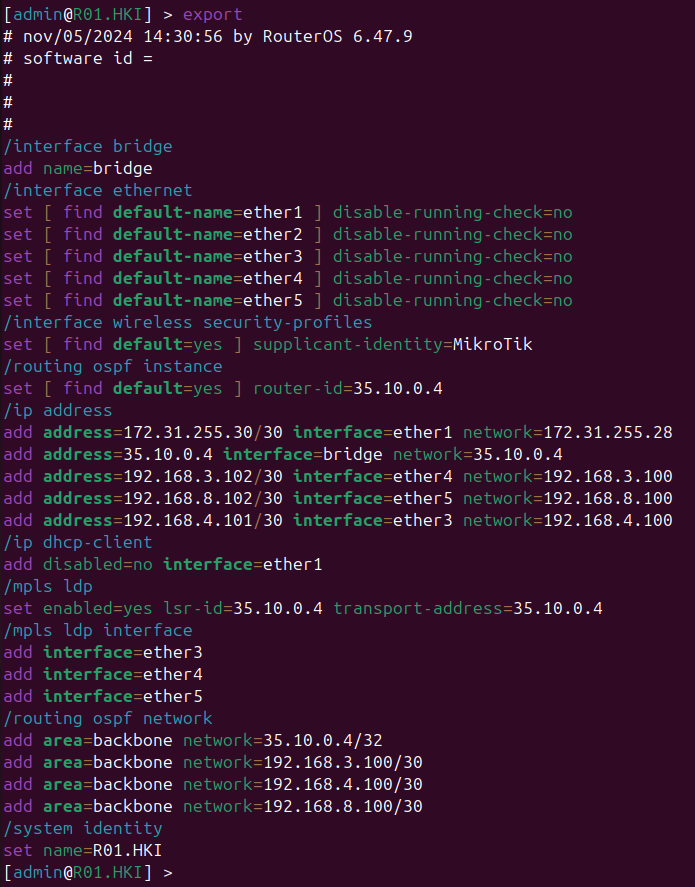 [admin@R01.HKI] > export
# nov/05/2024 14:30:56 by RouterOS 6.47.9
# software id =
#
#
#
/interface bridge
add name=bridge
/interface ethernet
set [ find default-name=ether1 ] disable-running-check=no
set [ find default-name=ether2 ] disable-running-check=no
set [ find default-name=ether3 ] disable-running-check=no
set [ find default-name=ether4 ] disable-running-check=no
set [ find default-name=ether5 ] disable-running-check=no
/interface wireless security-profiles
set [ find default=yes ] supplicant-identity=MikroTik
/routing ospf instance
set [ find default=yes ] router-id=35.10.0.4
/ip address
add address=172.31.255.30/30 interface=ether1 network=172.31.255.28
add address=35.10.0.4 interface=bridge network=35.10.0.4
add address=192.168.3.102/30 interface=ether4 network=192.168.3.100
add address=192.168.8.102/30 interface=ether5 network=192.168.8.100
add address=192.168.4.101/30 interface=ether3 network=192.168.4.100
/ip dhcp-client
add disabled=no interface=ether1
/mpls ldp
set enabled=yes lsr-id=35.10.0.4 transport-address=35.10.0.4
/mpls ldp interface
add interface=ether3
add interface=ether4
add interface=ether5
/routing ospf network
add area=backbone network=35.10.0.4/32
add area=backbone network=192.168.3.100/30
add area=backbone network=192.168.4.100/30
add area=backbone network=192.168.8.100/30
/system identity
set name=R01.HKI
[admin@R01.HKI] >